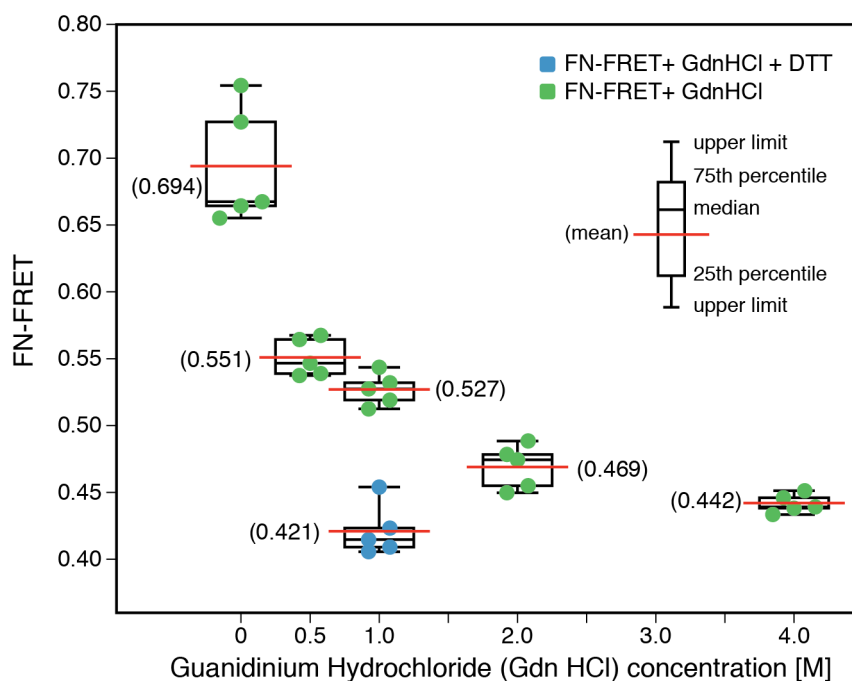 0.80
0.75
0.70
0.65
0.60
0.55
0.50
0.45
0.40
FN-FRET
FN-FRET+ GdnHCl + DTT
FN-FRET+ GdnHCl
upper limit
75th percentile
median
(mean)
25th percentile
upper limit
(0.694)
(0.551)
(0.527)
(0.469)
(0.442)
(0.421)
0 0.5 1.0 2.0 3.0 4.0
Guanidinium Hydrochloride (Gdn HCl) concentration [M]